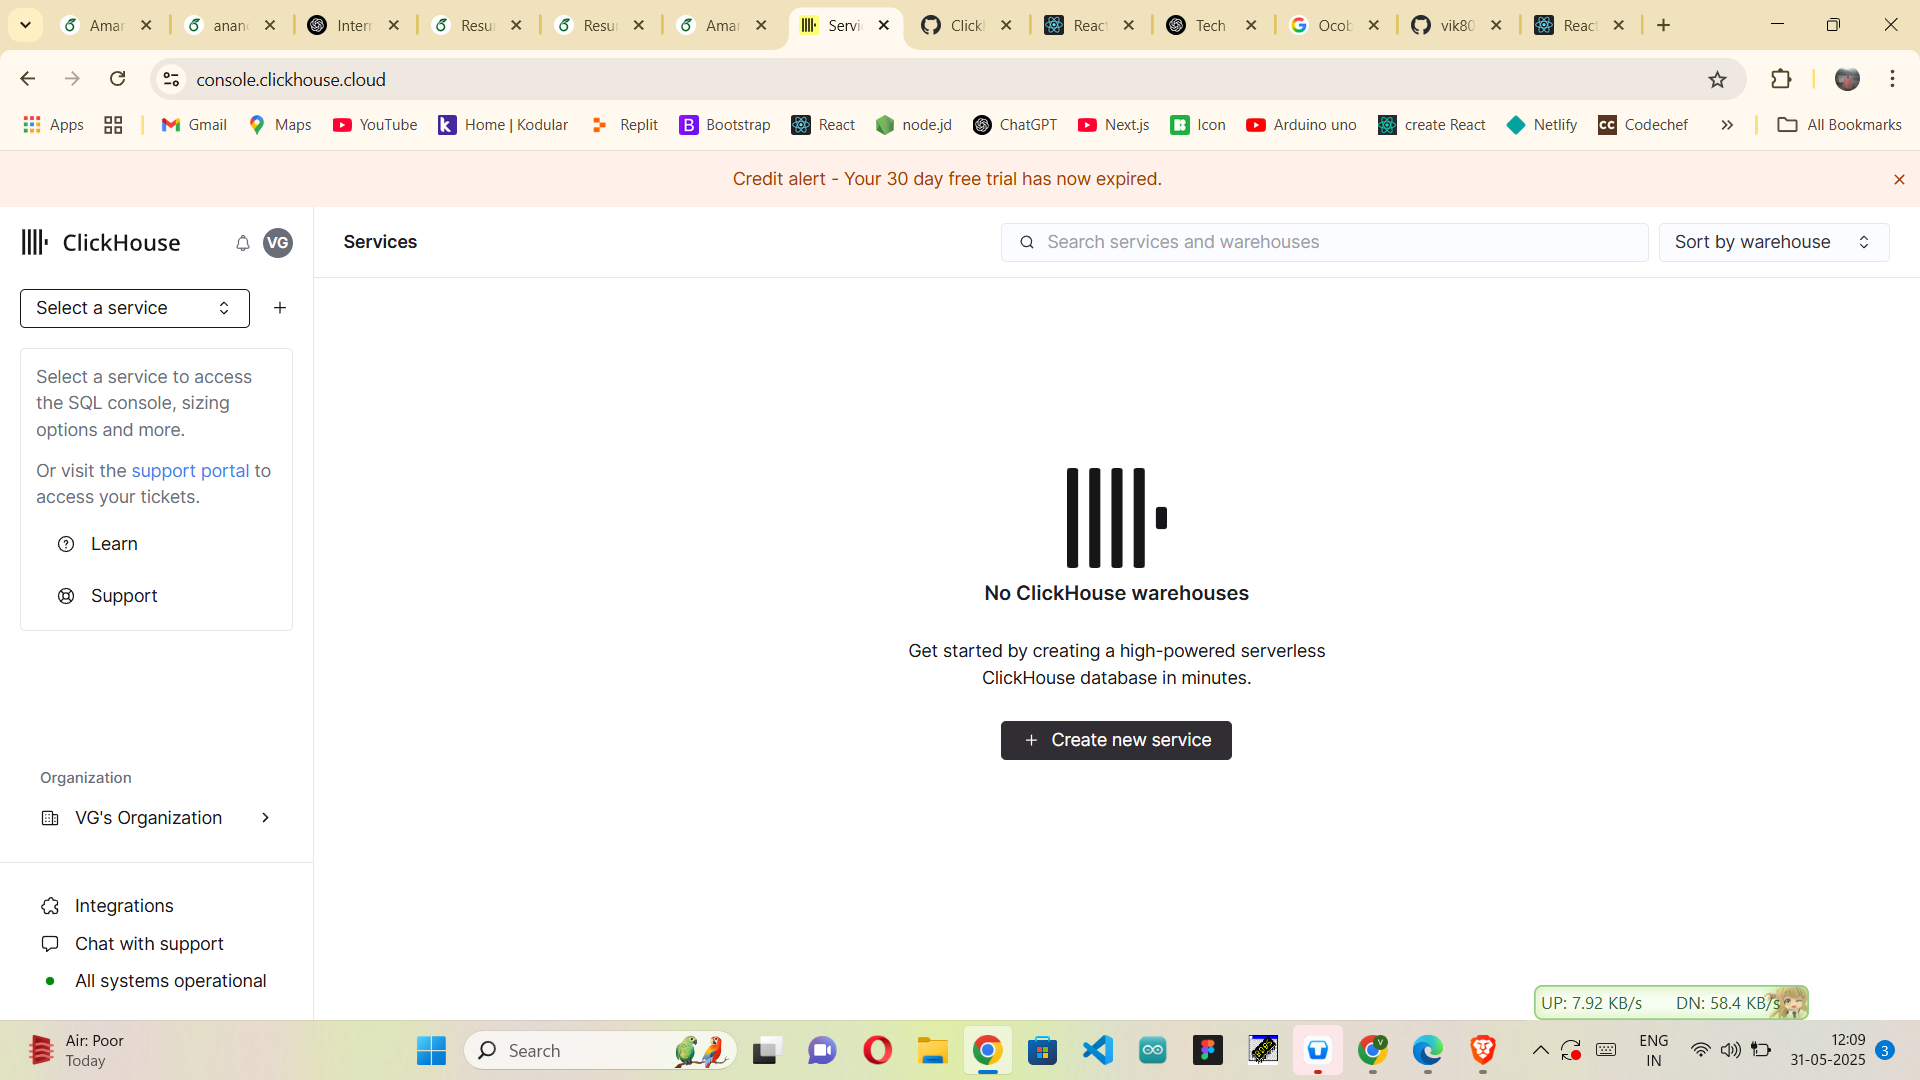 Amar
anand
Intern
Resum
Resum
Amar
Servic
Click
React
Tech
Ocob
vik80
React
console.clickhouse.cloud
Apps
Gmail
Maps
YouTube
Home | Kodular
Replit
Bootstrap
React
node.jd
ChatGPT
Next.js
Icon
Arduino uno
create React
Netlify
Codechef
All Bookmarks
Credit alert - Your 30 day free trial has now expired.
ClickHouse
VG
Services
Search services and warehouses
Sort by warehouse
Select a service
Select a service to access
the SQL console, sizing
options and more.
Or visit the support portal to
access your tickets.
Learn
Support
No ClickHouse warehouses
Get started by creating a high-powered serverless
ClickHouse database in minutes.
Create new service
Organization
VG's Organization
Integrations
Chat with support
All systems operational
UP: 7.92 KB/s DN: 58.4 KB/s
Air: Poor
Today
Search
ENG
IN
12:09
31-05-2025
3